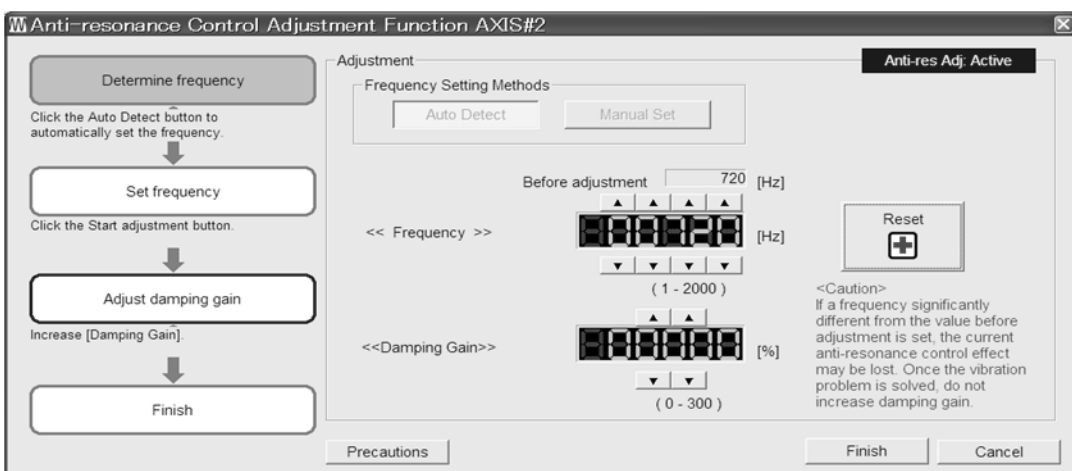 Anti-resonance Control Adjustment Function AXIS#2
Determine frequency
Click the Auto Detect button to
automatically set the frequency.
Set frequency
Click the Start adjustment button.
Adjust damping gain
Increase [Damping Gain].
Finish
Adjustment
Anti-res Adj: Active
Frequency Setting Methods
Auto Detect
Manual Set
Before adjustment 720 [Hz]
<< Frequency >>
[Hz]
( 1 - 2000 )
<<Damping Gain>>
[%]
( 0 - 300 )
Reset
<Caution>
If a frequency significantly
different from the value before
adjustment is set, the current
anti-resonance control effect
may be lost. Once the vibration
problem is solved, do not
increase damping gain.
Precautions
Finish
Cancel